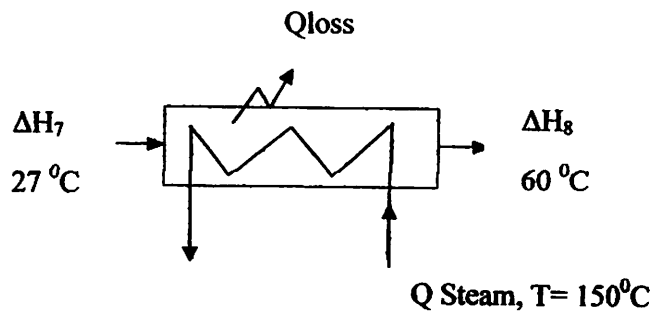 Qloss
ΔH₇
27 ⁰C
ΔH₈
60 ⁰C
Q Steam, T= 150⁰C